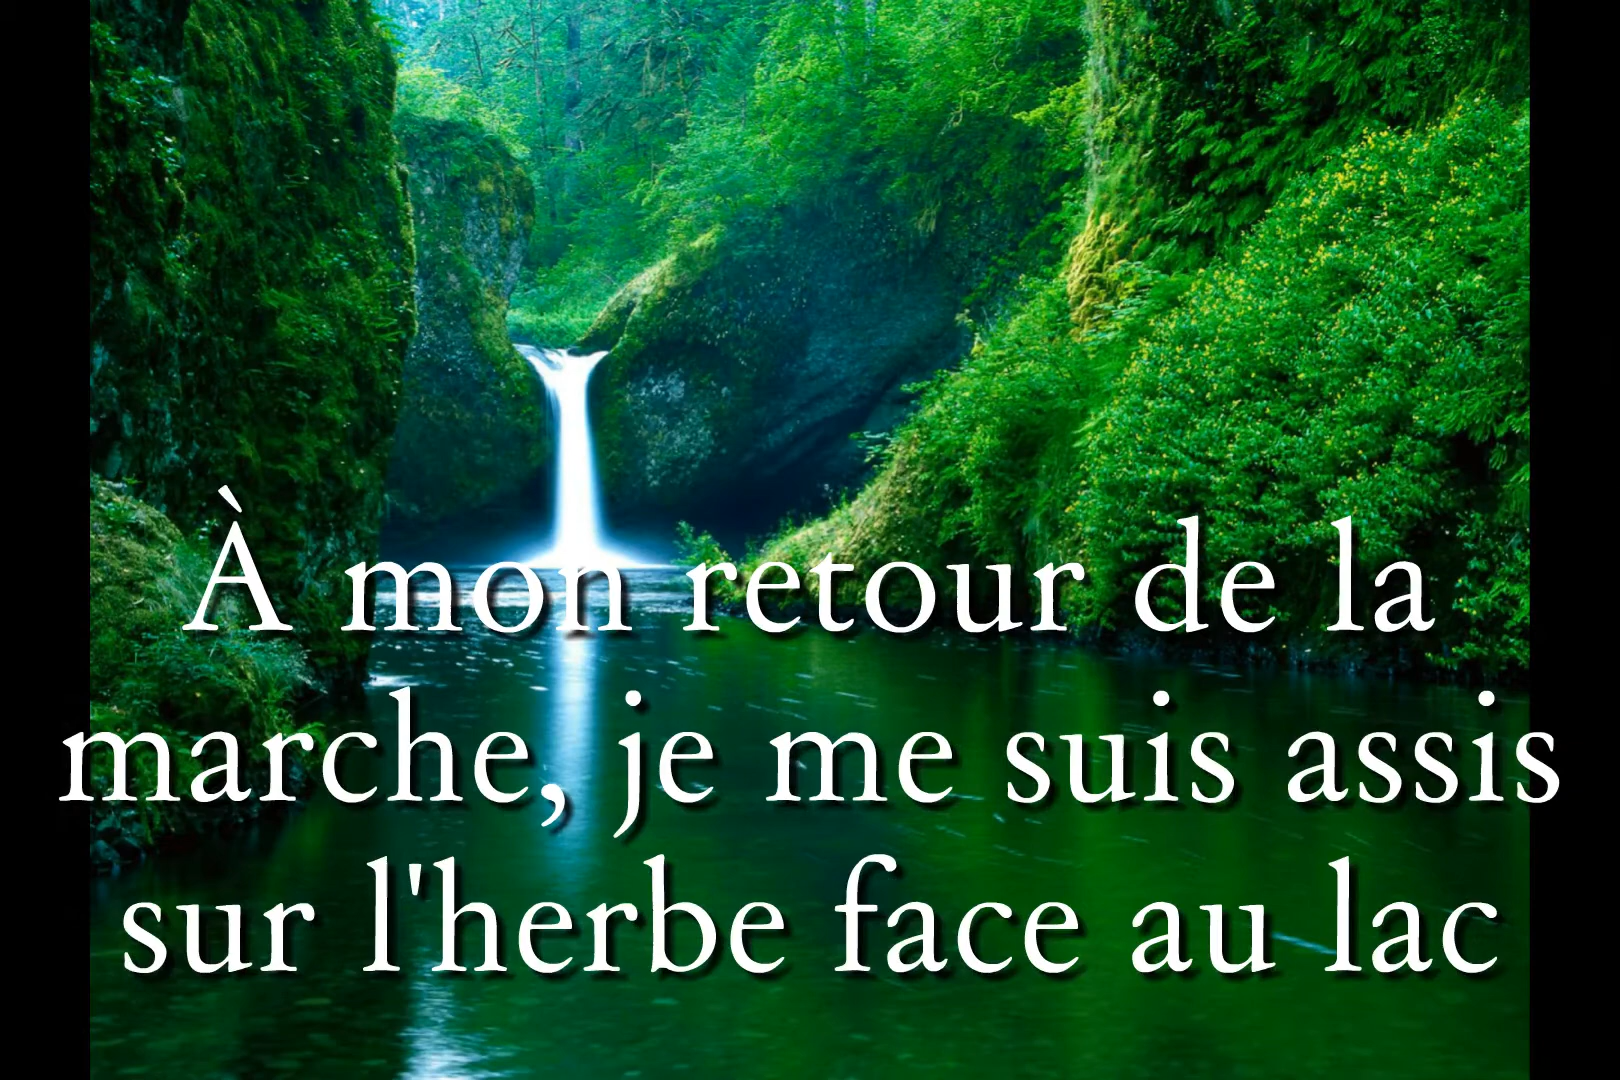 À mon retour de la
marche, je me suis assis
sur l'herbe face au lac